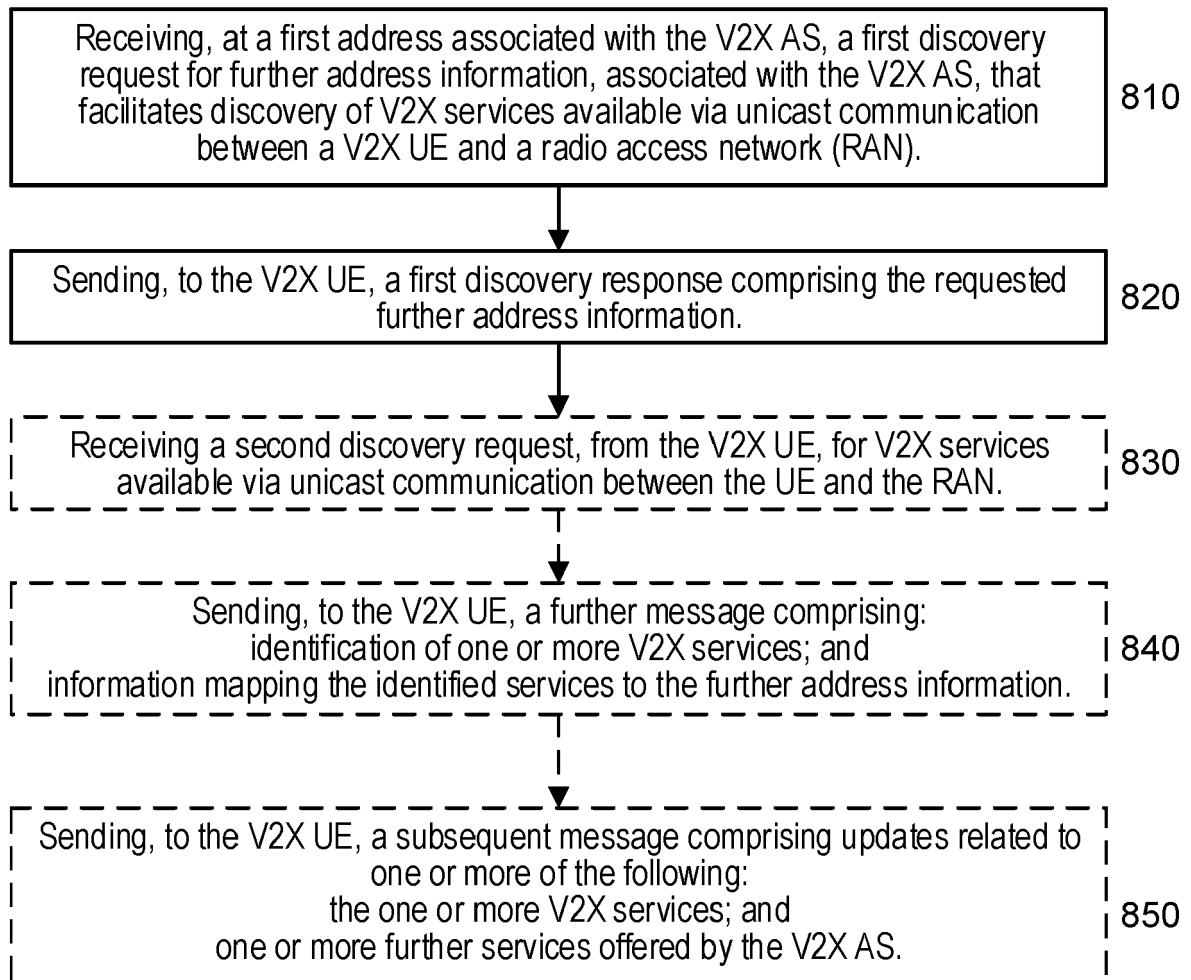 Receiving, at a first address associated with the V2X AS, a first discovery
request for further address information, associated with the V2X AS, that
facilitates discovery of V2X services available via unicast communication
between a V2X UE and a radio access network (RAN).
810
Sending, to the V2X UE, a first discovery response comprising the requested
further address information.
820
Receiving a second discovery request, from the V2X UE, for V2X services
available via unicast communication between the UE and the RAN.
830
Sending, to the V2X UE, a further message comprising:
identification of one or more V2X services; and
information mapping the identified services to the further address information.
840
Sending, to the V2X UE, a subsequent message comprising updates related to
one or more of the following:
the one or more V2X services; and
one or more further services offered by the V2X AS.
850